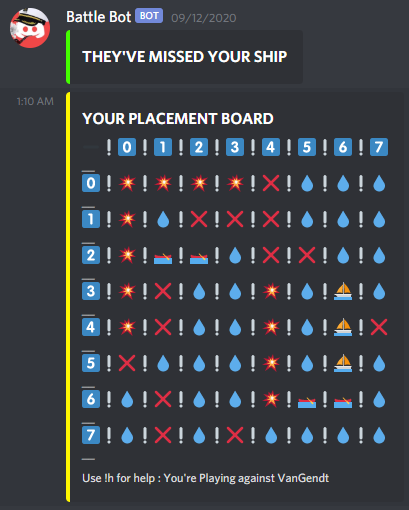 Battle Bot BOT 09/12/2020
THEY'VE MISSED YOUR SHIP
1:10 AM
YOUR PLACEMENT BOARD
0 1 2 3 4 5 6 7
0
1
2
3
4
5
6
7
Use !h for help : You're Playing against VanGendt